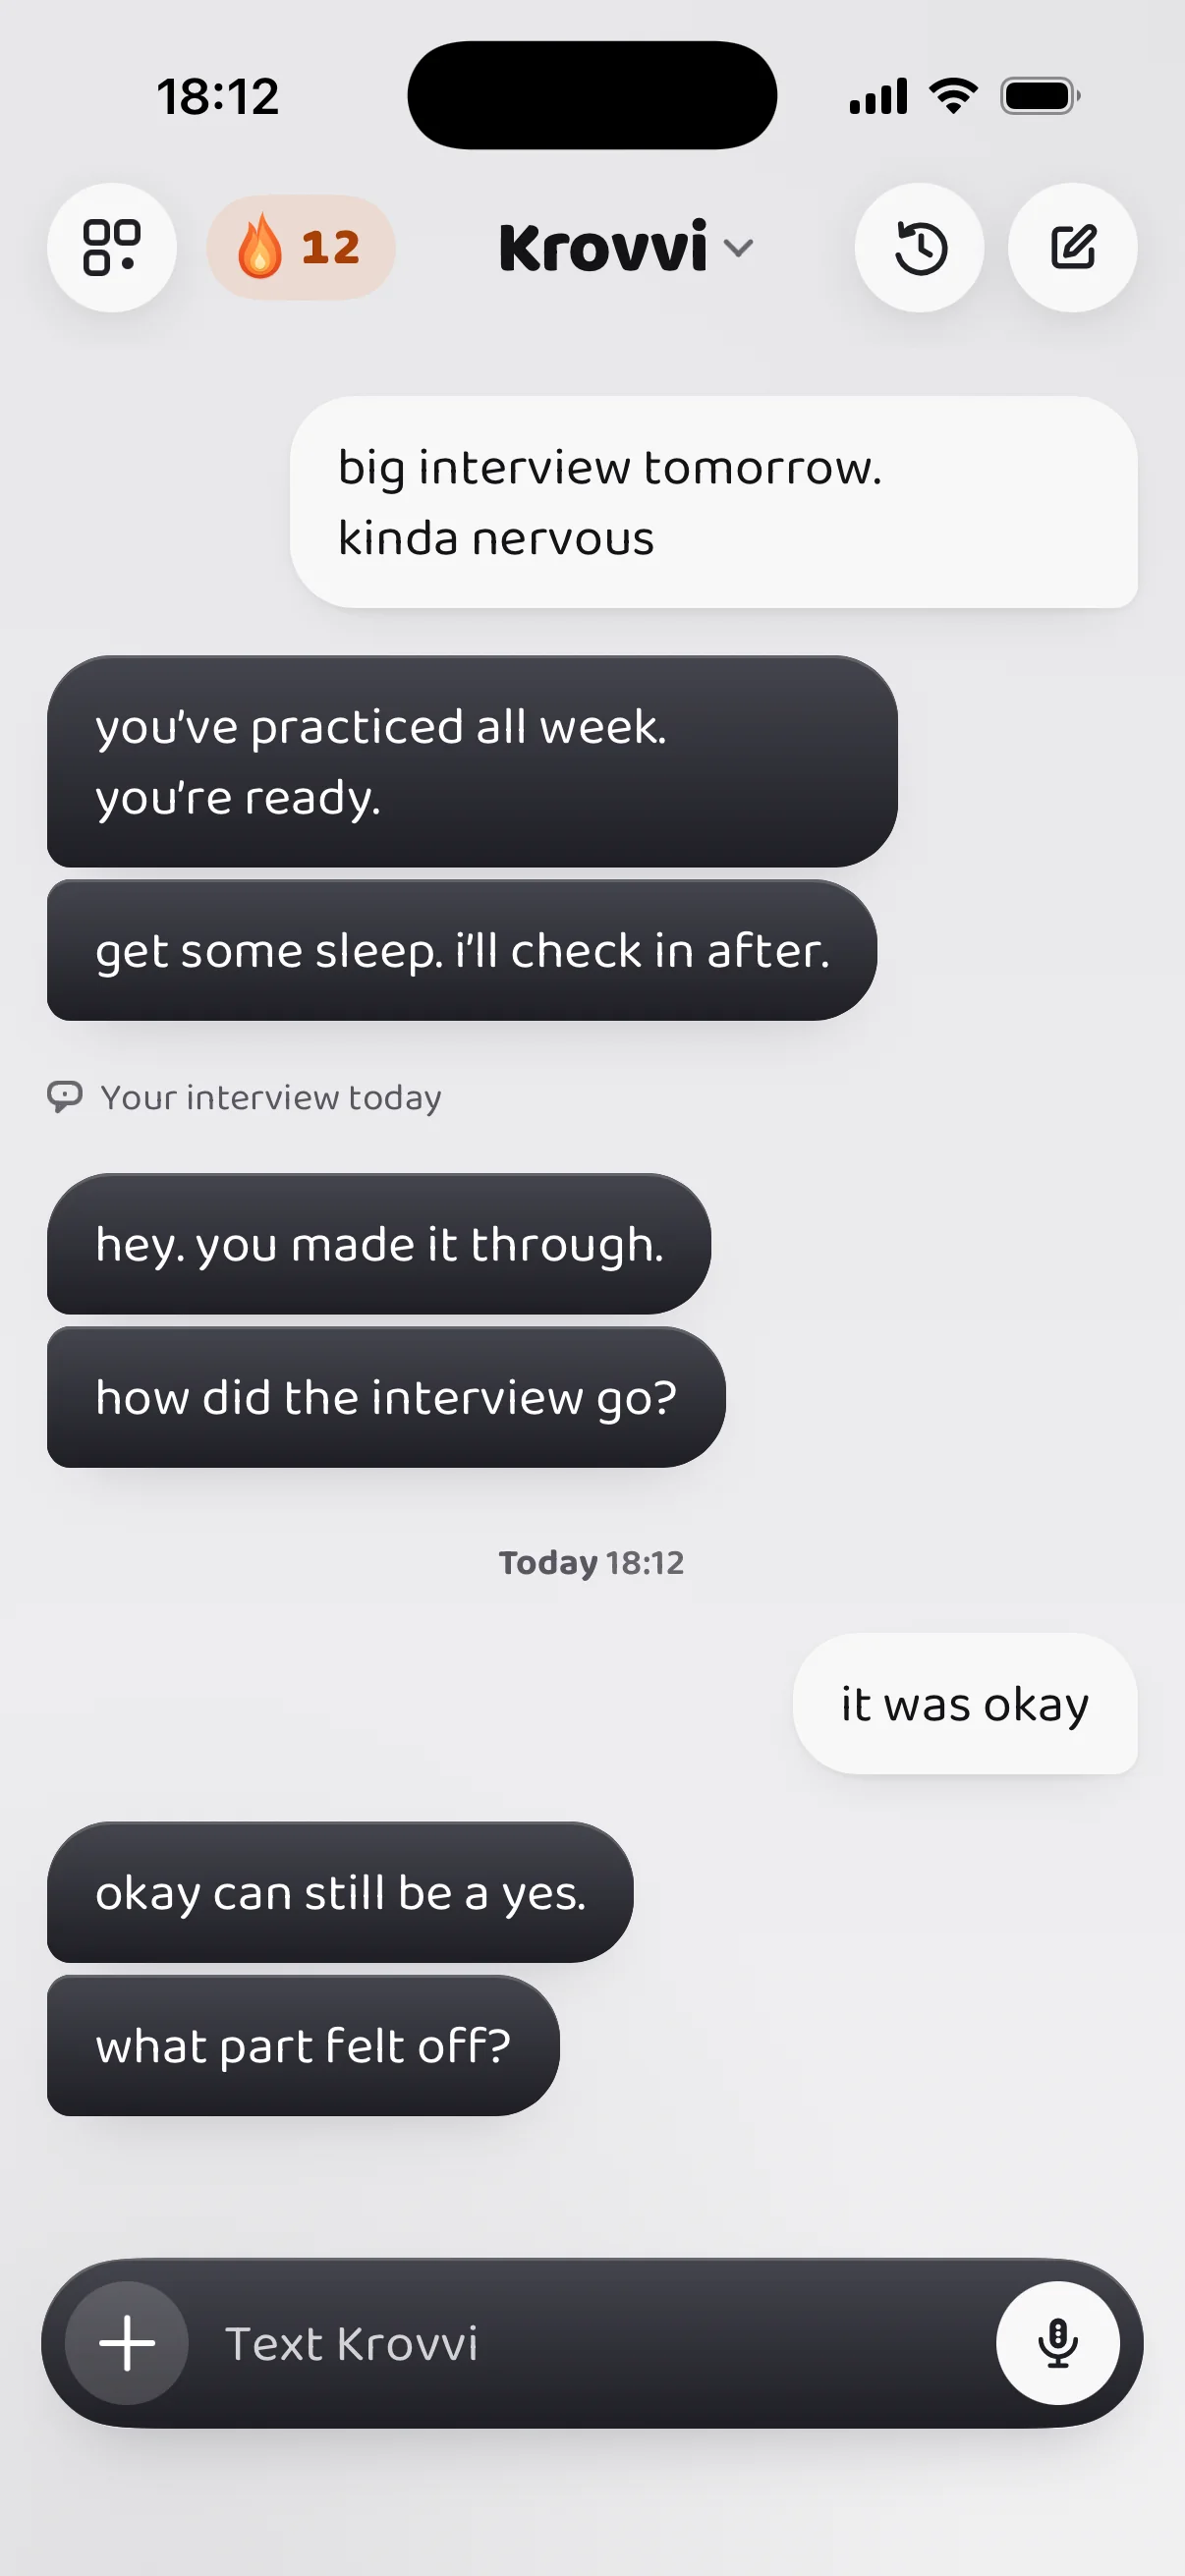 18:12
12
Krovvi
big interview tomorrow.
kinda nervous
you’ve practiced all week.
you’re ready.
get some sleep. i’ll check in after.
Your interview today
hey. you made it through.
how did the interview go?
Today 18:12
it was okay
okay can still be a yes.
what part felt off?
Text Krovvi